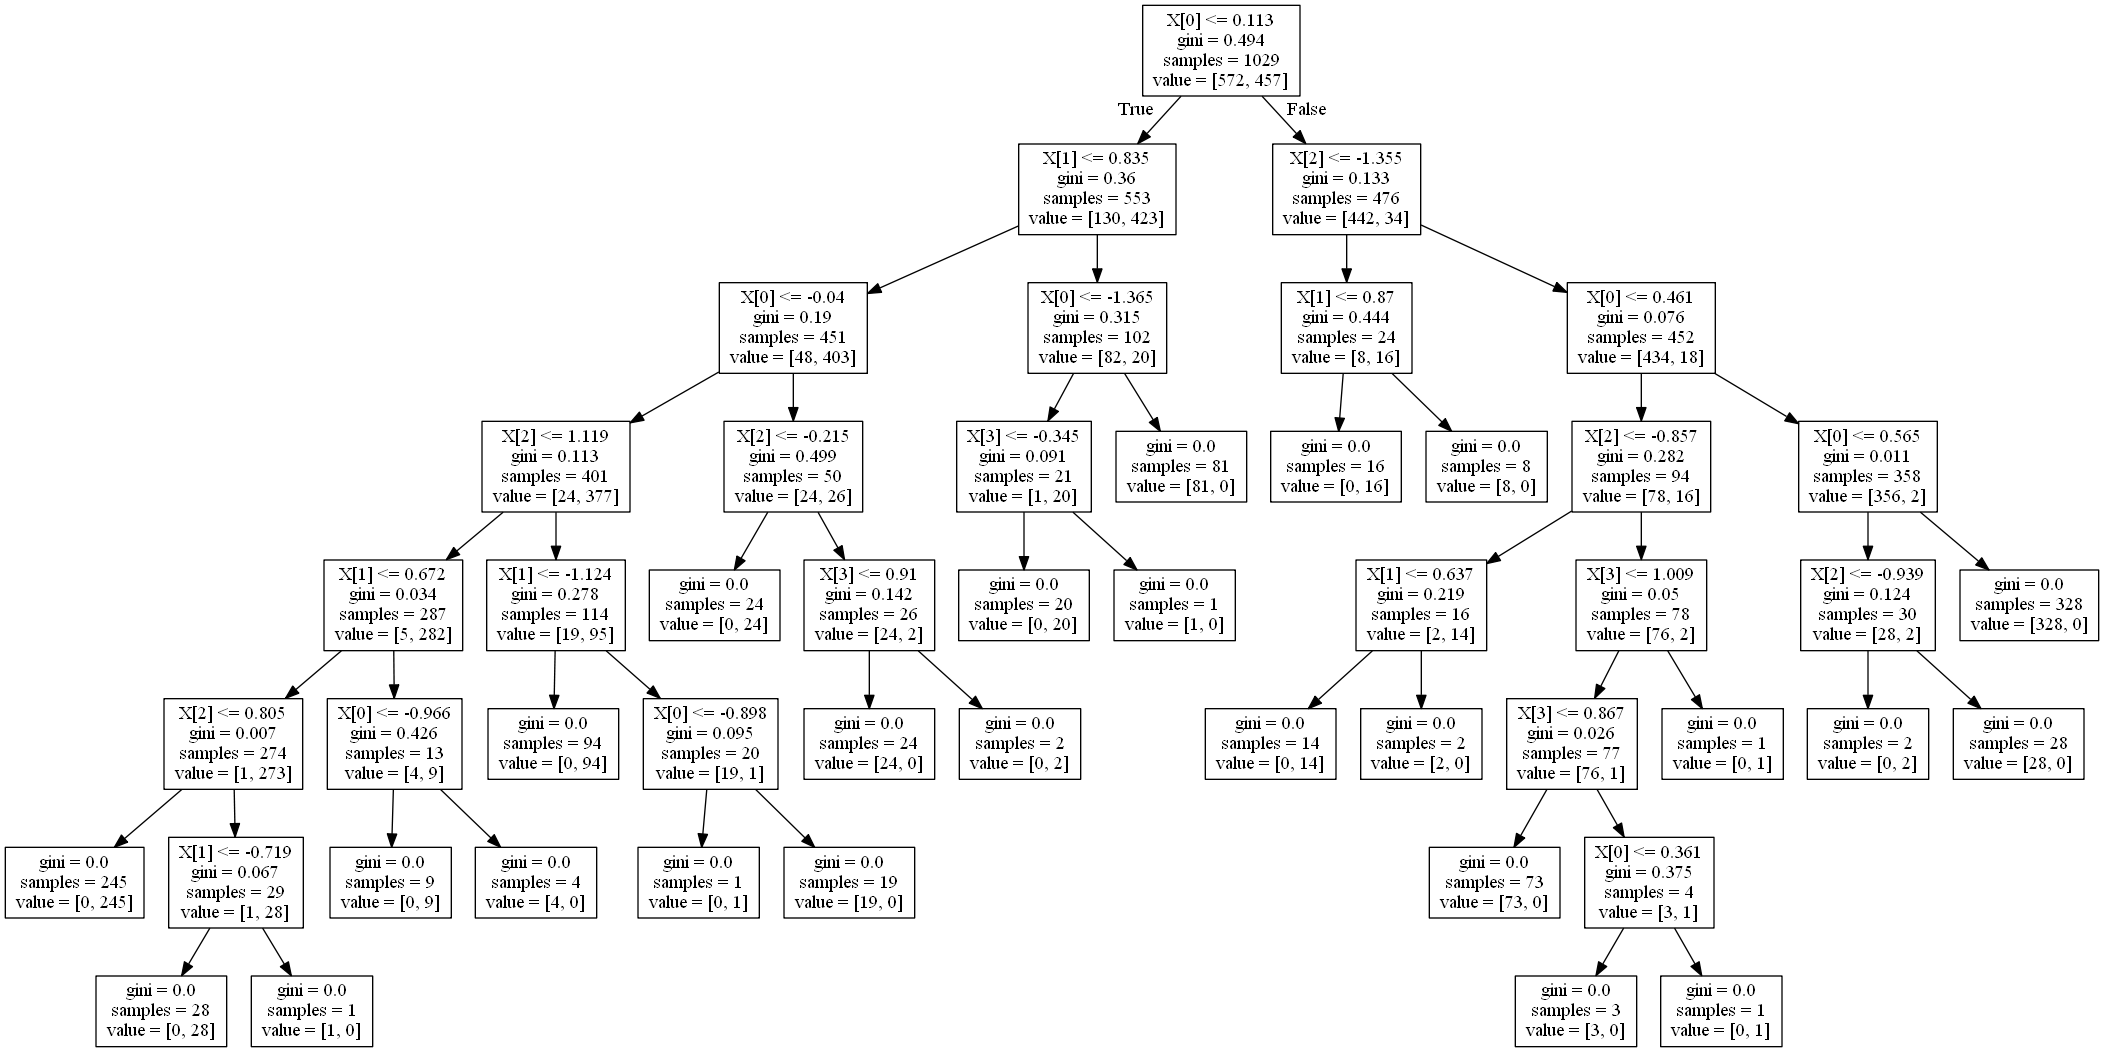 X[0] <= 0.113
gini = 0.494
samples = 1029
value = [572, 457]
True
False
X[1] <= 0.835
gini = 0.36
samples = 553
value = [130, 423]
X[2] <= -1.355
gini = 0.133
samples = 476
value = [442, 34]
X[0] <= -0.04
gini = 0.19
samples = 451
value = [48, 403]
X[0] <= -1.365
gini = 0.315
samples = 102
value = [82, 20]
X[1] <= 0.87
gini = 0.444
samples = 24
value = [8, 16]
X[0] <= 0.461
gini = 0.076
samples = 452
value = [434, 18]
X[2] <= 1.119
gini = 0.113
samples = 401
value = [24, 377]
X[2] <= -0.215
gini = 0.499
samples = 50
value = [24, 26]
X[3] <= -0.345
gini = 0.091
samples = 21
value = [1, 20]
gini = 0.0
samples = 81
value = [81, 0]
gini = 0.0
samples = 16
value = [0, 16]
gini = 0.0
samples = 8
value = [8, 0]
X[2] <= -0.857
gini = 0.282
samples = 94
value = [78, 16]
X[0] <= 0.565
gini = 0.011
samples = 358
value = [356, 2]
X[1] <= 0.672
gini = 0.034
samples = 287
value = [5, 282]
X[1] <= -1.124
gini = 0.278
samples = 114
value = [19, 95]
gini = 0.0
samples = 24
value = [0, 24]
X[3] <= 0.91
gini = 0.142
samples = 26
value = [24, 2]
gini = 0.0
samples = 20
value = [0, 20]
gini = 0.0
samples = 1
value = [1, 0]
X[1] <= 0.637
gini = 0.219
samples = 16
value = [2, 14]
X[3] <= 1.009
gini = 0.05
samples = 78
value = [76, 2]
X[2] <= -0.939
gini = 0.124
samples = 30
value = [28, 2]
gini = 0.0
samples = 328
value = [328, 0]
X[2] <= 0.805
gini = 0.007
samples = 274
value = [1, 273]
X[0] <= -0.966
gini = 0.426
samples = 13
value = [4, 9]
gini = 0.0
samples = 94
value = [0, 94]
X[0] <= -0.898
gini = 0.095
samples = 20
value = [19, 1]
gini = 0.0
samples = 24
value = [24, 0]
gini = 0.0
samples = 2
value = [0, 2]
gini = 0.0
samples = 14
value = [0, 14]
gini = 0.0
samples = 2
value = [2, 0]
X[3] <= 0.867
gini = 0.026
samples = 77
value = [76, 1]
gini = 0.0
samples = 1
value = [0, 1]
gini = 0.0
samples = 2
value = [0, 2]
gini = 0.0
samples = 28
value = [28, 0]
gini = 0.0
samples = 245
value = [0, 245]
X[1] <= -0.719
gini = 0.067
samples = 29
value = [1, 28]
gini = 0.0
samples = 9
value = [0, 9]
gini = 0.0
samples = 4
value = [4, 0]
gini = 0.0
samples = 1
value = [0, 1]
gini = 0.0
samples = 19
value = [19, 0]
gini = 0.0
samples = 73
value = [73, 0]
X[0] <= 0.361
gini = 0.375
samples = 4
value = [3, 1]
gini = 0.0
samples = 28
value = [0, 28]
gini = 0.0
samples = 1
value = [1, 0]
gini = 0.0
samples = 3
value = [3, 0]
gini = 0.0
samples = 1
value = [0, 1]